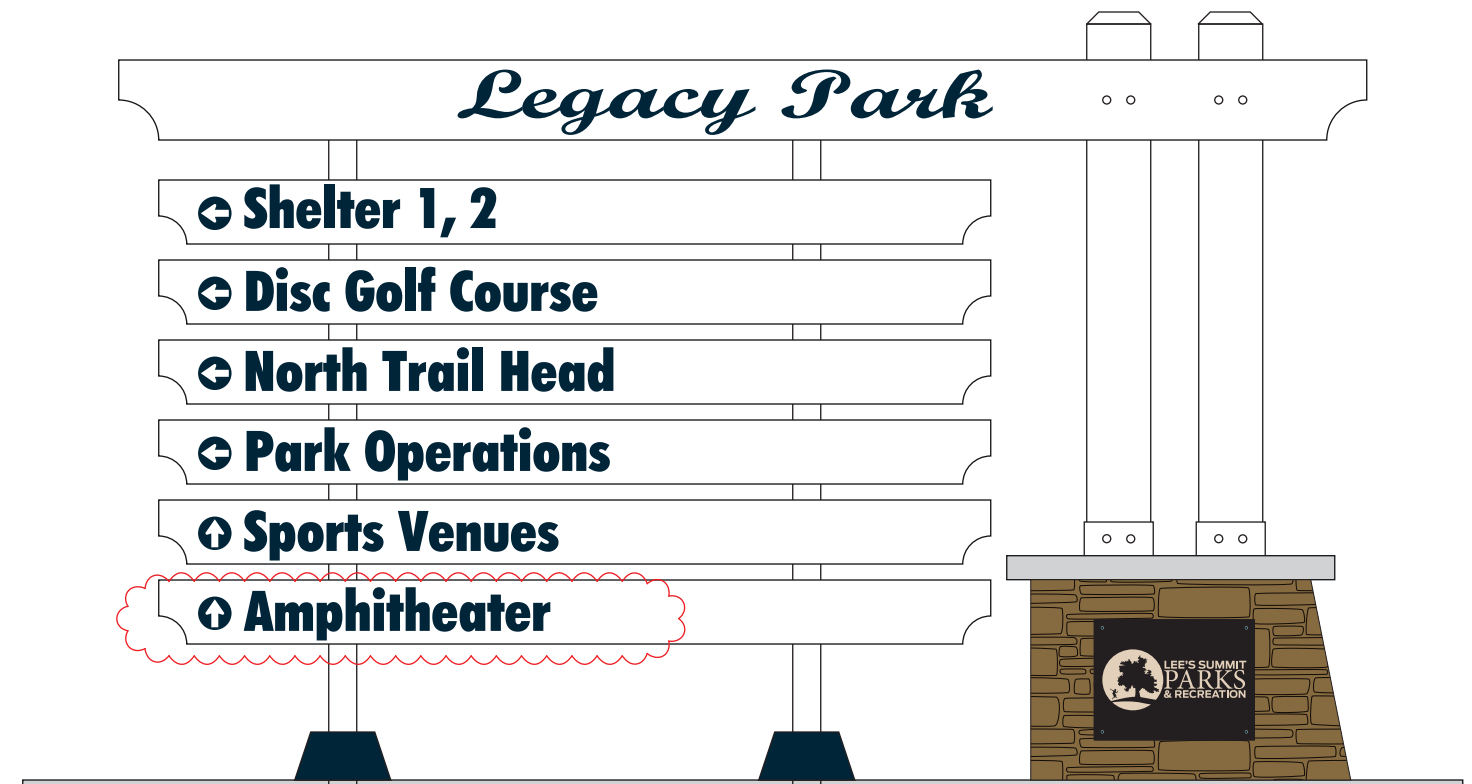 Legacy Park
Shelter 1, 2
Disc Golf Course
North Trail Head
Park Operations
Sports Venues
Amphitheater
LEE'S SUMMIT
PARKS
& RECREATION